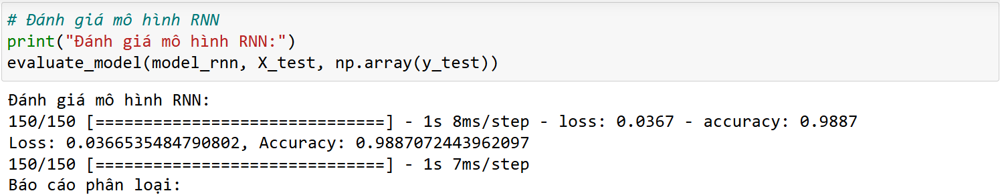 # Đánh giá mô hình RNN
print("Đánh giá mô hình RNN:")
evaluate_model(model_rnn, X_test, np.array(y_test))
Đánh giá mô hình RNN:
150/150 [==============================] - 1s 8ms/step - loss: 0.0367 - accuracy: 0.9887
Loss: 0.0366535484790802, Accuracy: 0.9887072443962097
150/150 [==============================] - 1s 7ms/step
Báo cáo phân loại: